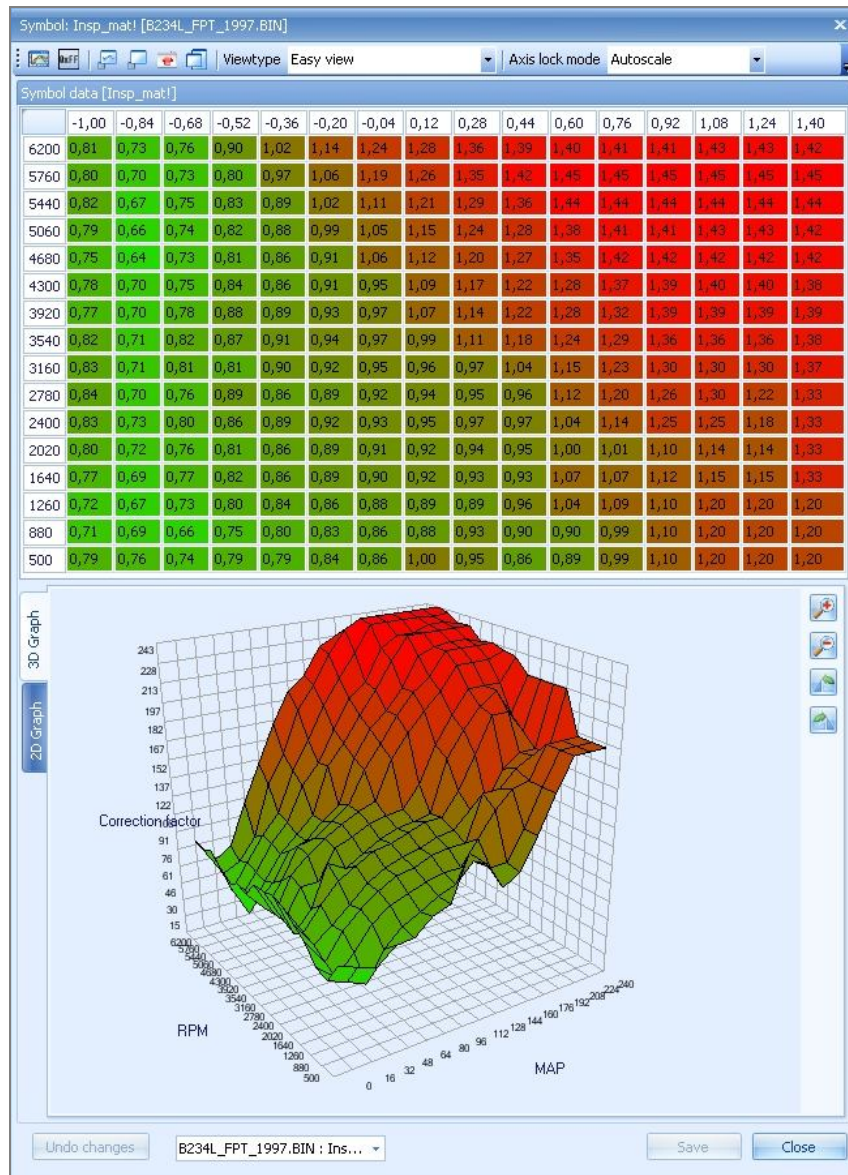 Symbol: Insp_mat! [B234L_FPT_1997.BIN]
0xFF Viewtype Easy view Axis lock mode Autoscale
Symbol data [Insp_mat!]
-1,00 -0,84 -0,68 -0,52 -0,36 -0,20 -0,04 0,12 0,28 0,44 0,60 0,76 0,92 1,08 1,24 1,40
6200 0,81 0,73 0,76 0,90 1,02 1,14 1,24 1,28 1,36 1,39 1,40 1,41 1,41 1,43 1,43 1,42
5760 0,80 0,70 0,73 0,80 0,97 1,06 1,19 1,26 1,35 1,42 1,45 1,45 1,45 1,45 1,45 1,45
5440 0,82 0,67 0,75 0,83 0,89 1,02 1,11 1,21 1,29 1,36 1,44 1,44 1,44 1,44 1,44 1,44
5060 0,79 0,66 0,74 0,82 0,88 0,99 1,05 1,15 1,24 1,28 1,38 1,41 1,41 1,43 1,43 1,42
4680 0,75 0,64 0,73 0,81 0,86 0,91 1,06 1,12 1,20 1,27 1,35 1,42 1,42 1,42 1,42 1,42
4300 0,78 0,70 0,75 0,84 0,86 0,91 0,95 1,09 1,17 1,22 1,28 1,37 1,39 1,40 1,40 1,38
3920 0,77 0,70 0,78 0,88 0,89 0,93 0,97 1,07 1,14 1,22 1,28 1,32 1,39 1,39 1,39 1,39
3540 0,82 0,71 0,82 0,87 0,91 0,94 0,97 0,99 1,11 1,18 1,24 1,29 1,36 1,36 1,36 1,38
3160 0,83 0,71 0,81 0,81 0,90 0,92 0,95 0,96 0,97 1,04 1,15 1,23 1,30 1,30 1,30 1,37
2780 0,84 0,70 0,76 0,89 0,86 0,89 0,92 0,94 0,95 0,96 1,12 1,20 1,26 1,30 1,22 1,33
2400 0,83 0,73 0,80 0,86 0,89 0,92 0,93 0,95 0,97 0,97 1,04 1,14 1,25 1,25 1,18 1,33
2020 0,80 0,72 0,76 0,81 0,86 0,89 0,91 0,92 0,94 0,95 1,00 1,01 1,10 1,14 1,14 1,33
1640 0,77 0,69 0,77 0,82 0,86 0,89 0,90 0,92 0,93 0,93 1,07 1,07 1,12 1,15 1,15 1,33
1260 0,72 0,67 0,73 0,80 0,84 0,86 0,88 0,89 0,89 0,96 1,04 1,09 1,10 1,20 1,20 1,20
880 0,71 0,69 0,66 0,75 0,80 0,83 0,86 0,88 0,93 0,90 0,90 0,99 1,10 1,20 1,20 1,20
500 0,79 0,76 0,74 0,79 0,79 0,84 0,86 1,00 0,95 0,86 0,89 0,99 1,10 1,20 1,20 1,20
3D Graph
2D Graph
243
228
213
197
182
167
152
137
122
Correction factor
91
76
61
46
30
15
6200
5760
5440
5060
4680
4300
3920
3540
3160
2780
2400
2020
1640
1260
880
500
RPM
0 16 32 48 64 80 96 112 128 144 160 176 192 208 224 240
MAP
Undo changes B234L_FPT_1997.BIN : Ins... Save Close